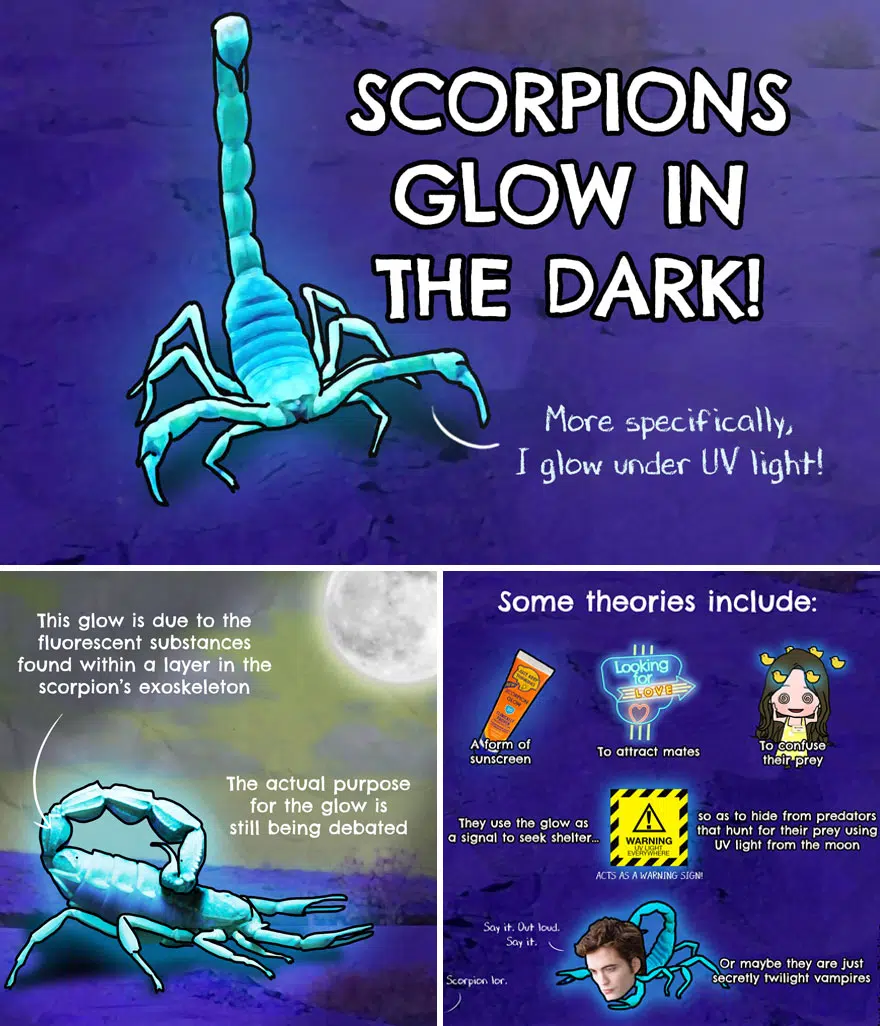 SCORPIONS
GLOW IN
THE DARK!
More specifically,
I glow under UV light!
This glow is due to the
fluorescent substances
found within a layer in the
scorpion's exoskeleton
The actual purpose
for the glow is
still being debated
Some theories include:
SCORPION
GLOW
A form of
sunscreen
Looking
for
LOVE
To attract mates
To confuse
their prey
They use the glow as
a signal to seek shelter...
WARNING
UV LIGHT
EVERYWHERE
ACTS AS A WARNING SIGN!
so as to hide from predators
that hunt for their prey using
UV light from the moon
Say it. Out loud.
Say it.
Scorpion lor.
Or maybe they are just
secretly twilight vampires